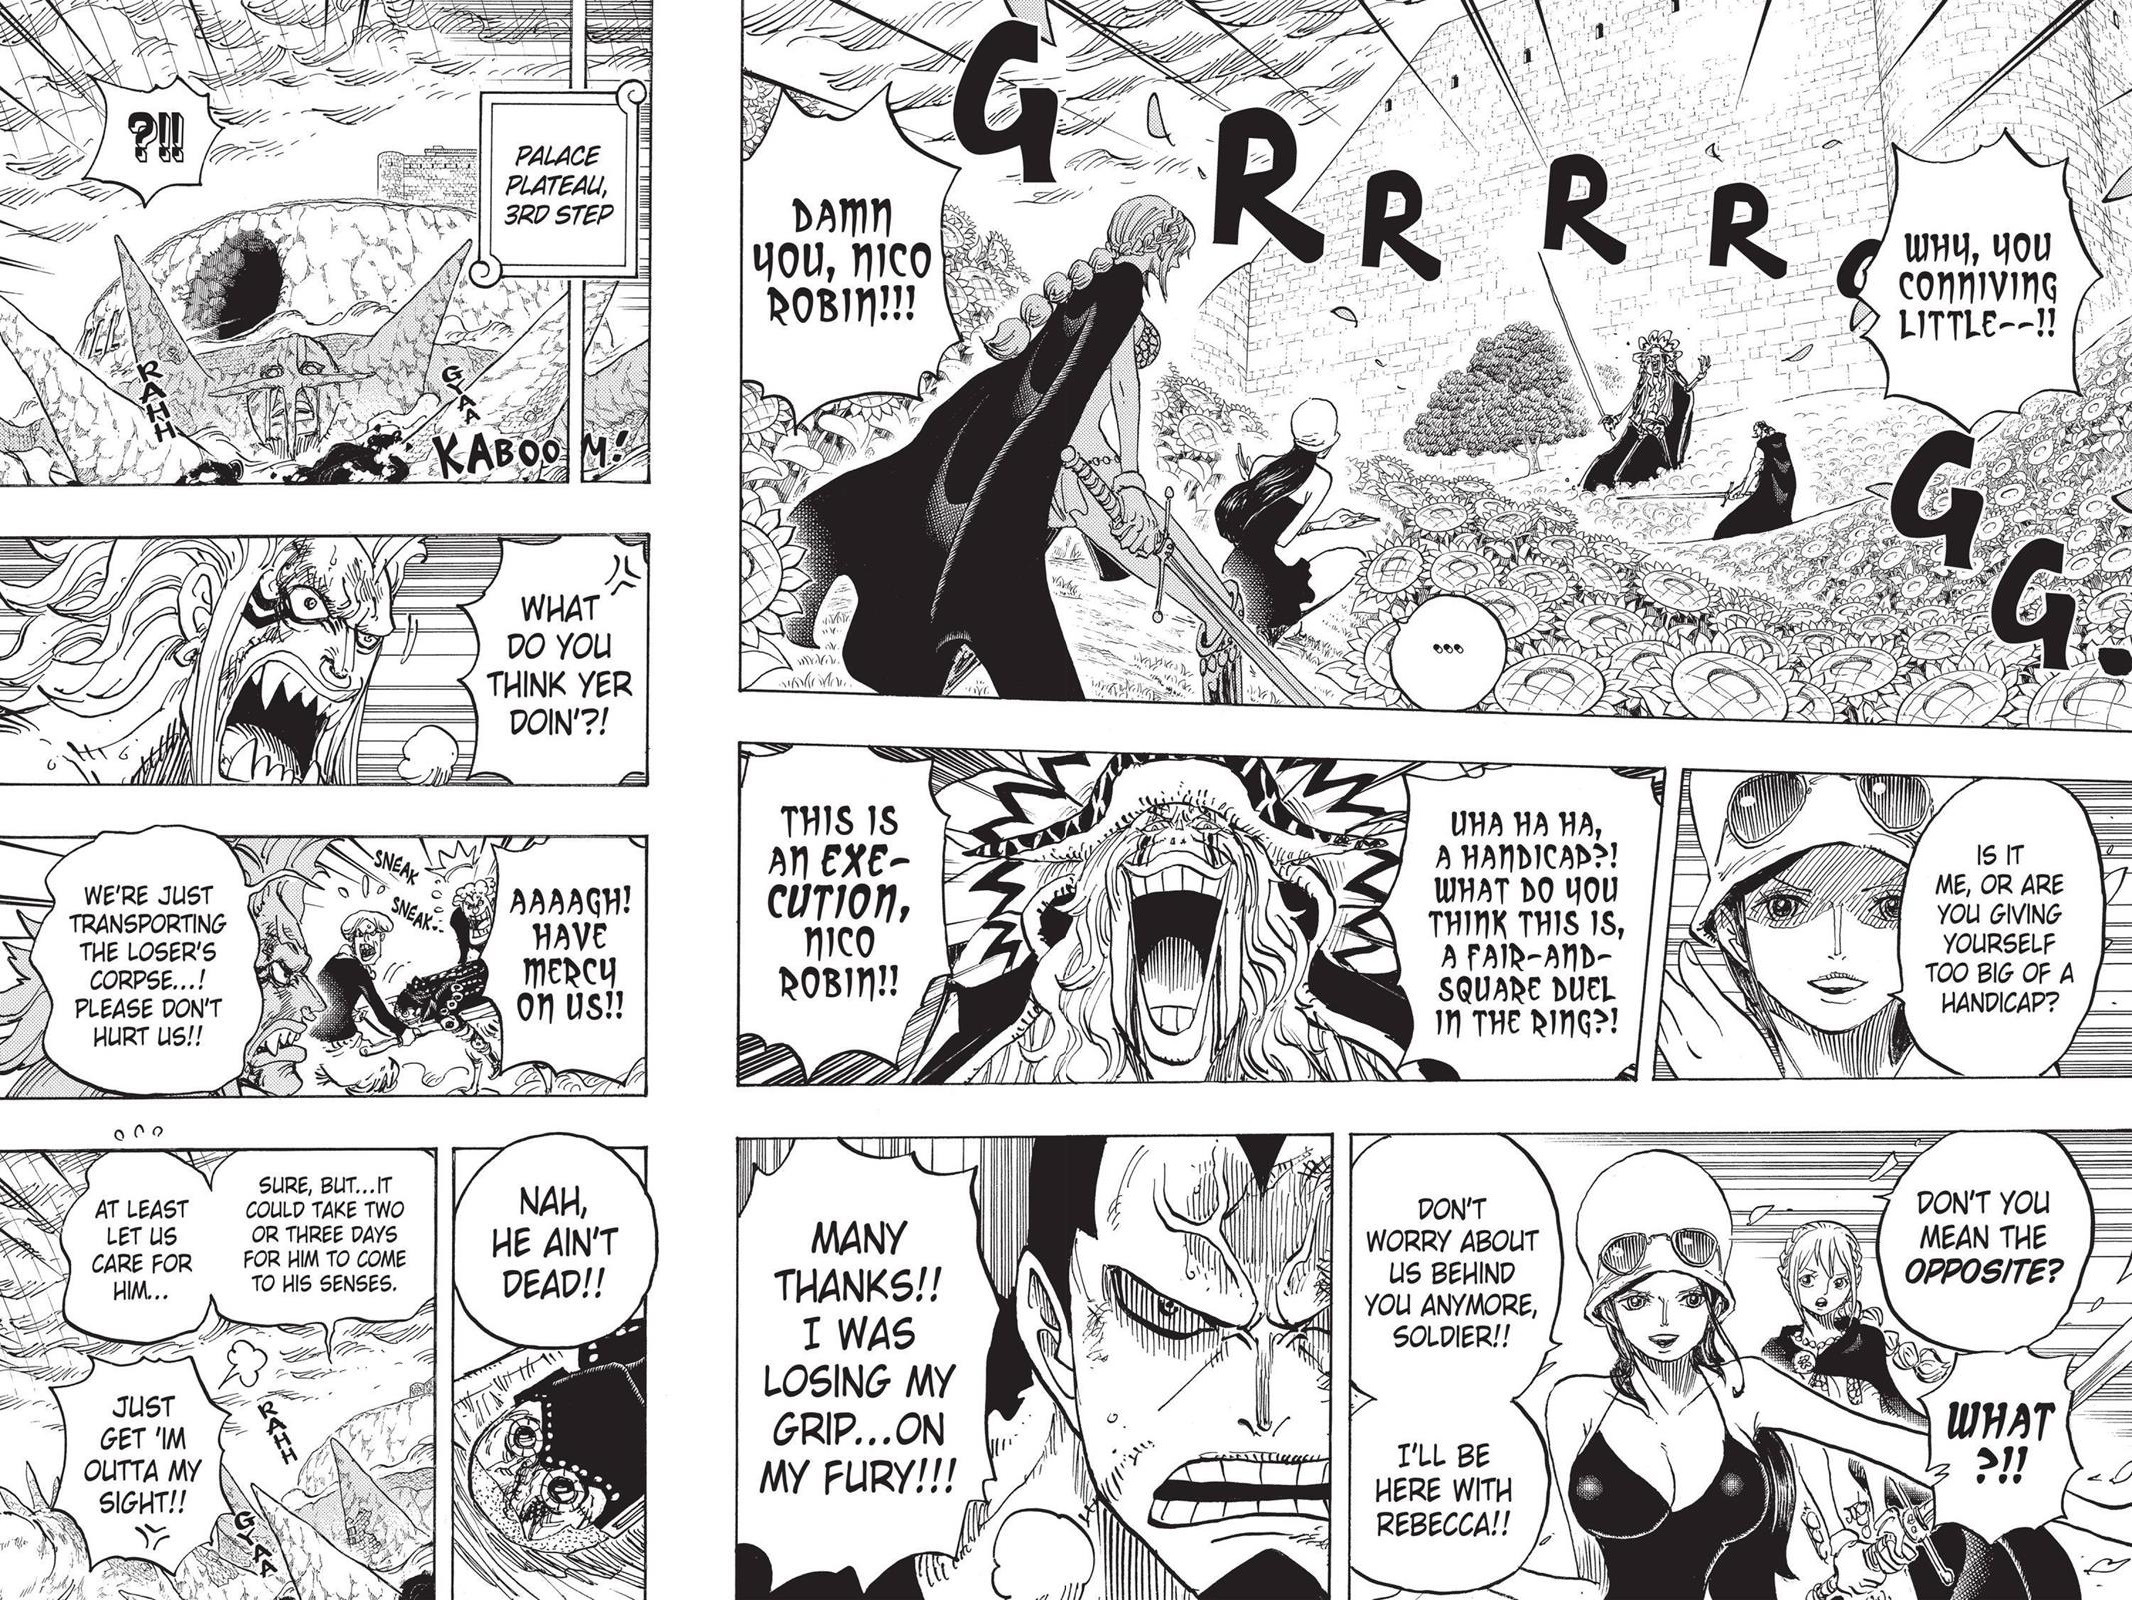 WHY, YOU
CONNIVING
LITTLE--!!
GRRRRR
GG.
DAMN
YOU, NICO
ROBIN!!!
...
IS IT
ME, OR ARE
YOU GIVING
YOURSELF
TOO BIG OF A
HANDICAP?
UHA HA HA,
A HANDICAP?!
WHAT DO YOU
THINK THIS IS,
A FAIR-AND-
SQUARE DUEL
IN THE RING?!
THIS IS
AN EXE-
CUTION,
NICO
ROBIN!!
DON'T YOU
MEAN THE
OPPOSITE?
WHAT
?!!
DON'T
WORRY ABOUT
US BEHIND
YOU ANYMORE,
SOLDIER!!
I'LL BE
HERE WITH
REBECCA!!
MANY
THANKS!!
I WAS
LOSING MY
GRIP...ON
MY FURY!!!
PALACE
PLATEAU,
3RD STEP
?!!
RAHH
GYAA
KABOOM!
WHAT
DO YOU
THINK YER
DOIN'?!
AAAAGH!
HAVE
MERCY
ON US!!
SNEAK
SNEAK..
WE'RE JUST
TRANSPORTING
THE LOSER'S
CORPSE...!
PLEASE DON'T
HURT US!!
NAH,
HE AIN'T
DEAD!!
SURE, BUT...IT
COULD TAKE TWO
OR THREE DAYS
FOR HIM TO COME
TO HIS SENSES.
AT LEAST
LET US
CARE FOR
HIM...
JUST
GET 'IM
OUTTA MY
SIGHT!!
RAHH
GYAA